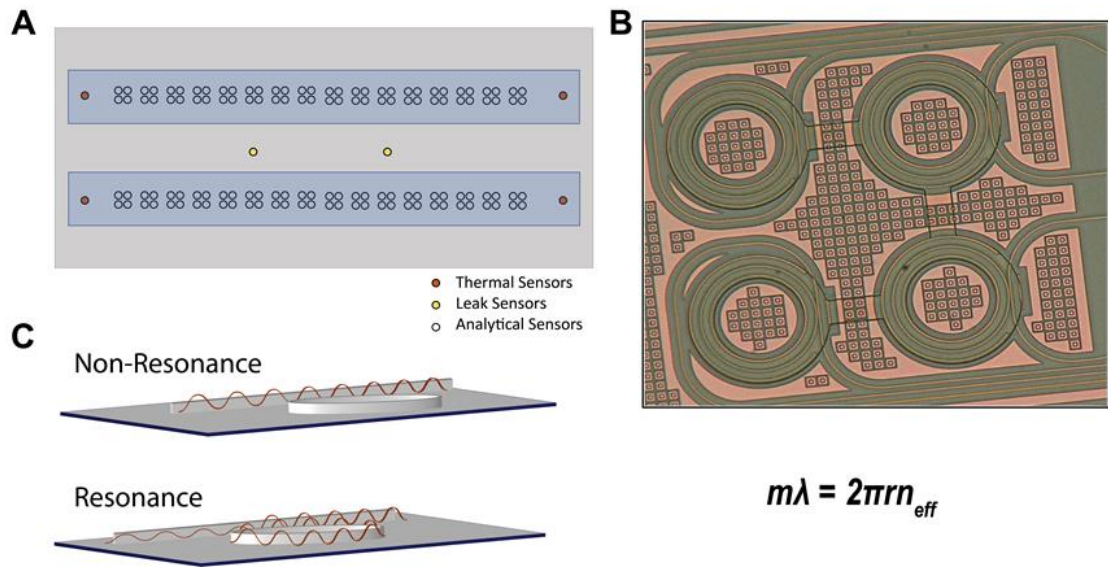 A
B
Thermal Sensors
Leak Sensors
Analytical Sensors
C
Non-Resonance
Resonance
mλ = 2πrn_eff